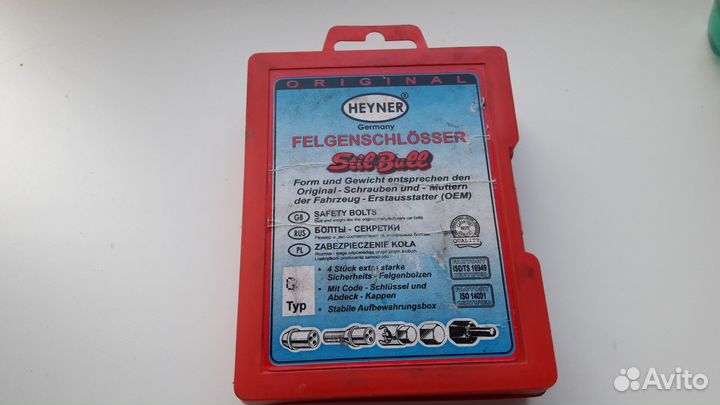 ORIGINAL
HEYNER®
Germany
FELGENSCHLÖSSER
Stil Bull
Form und Gewicht entsprechen den
Original - Schrauben und - Muttern
der Fahrzeug - Erstausstatter (OEM)
GB SAFETY BOLTS
RUS БОЛТЫ - СЕКРЕТКИ
PL ZABEZPIECZENIE KOŁA
QUALITY
• 4 Stück extra starke
Sicherheits - Felgenbolzen
• Mit Code - Schlüssel und
Abdeck - Kappen
• Stabile Aufbewahrungsbox
Typ
ISO/TS 16949
ISO 14001
Avito